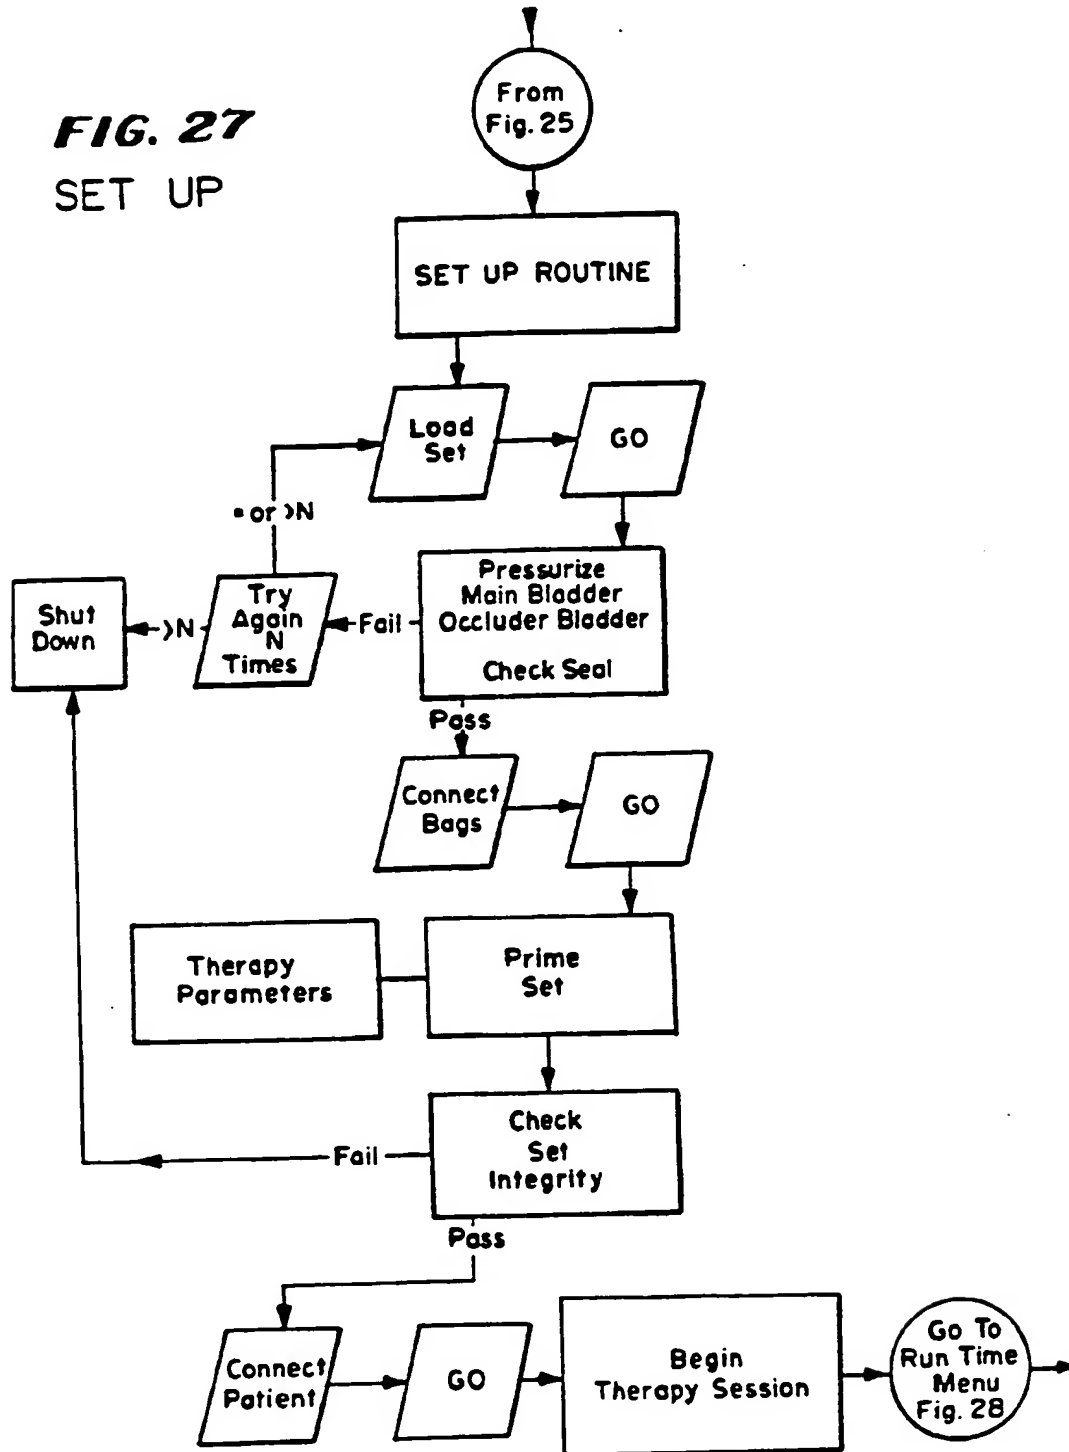 From
Fig. 25
FIG. 27
SET UP
SET UP ROUTINE
Load
Set
GO
= or >N
Pressurize
Main Bladder
Occluder Bladder
Check Seal
Fail
Try
Again
N
Times
>N
Shut
Down
Pass
Connect
Bags
GO
Therapy
Parameters
Prime
Set
Check
Set
Integrity
Fail
Pass
Connect
Patient
GO
Begin
Therapy Session
Go To
Run Time
Menu
Fig. 28